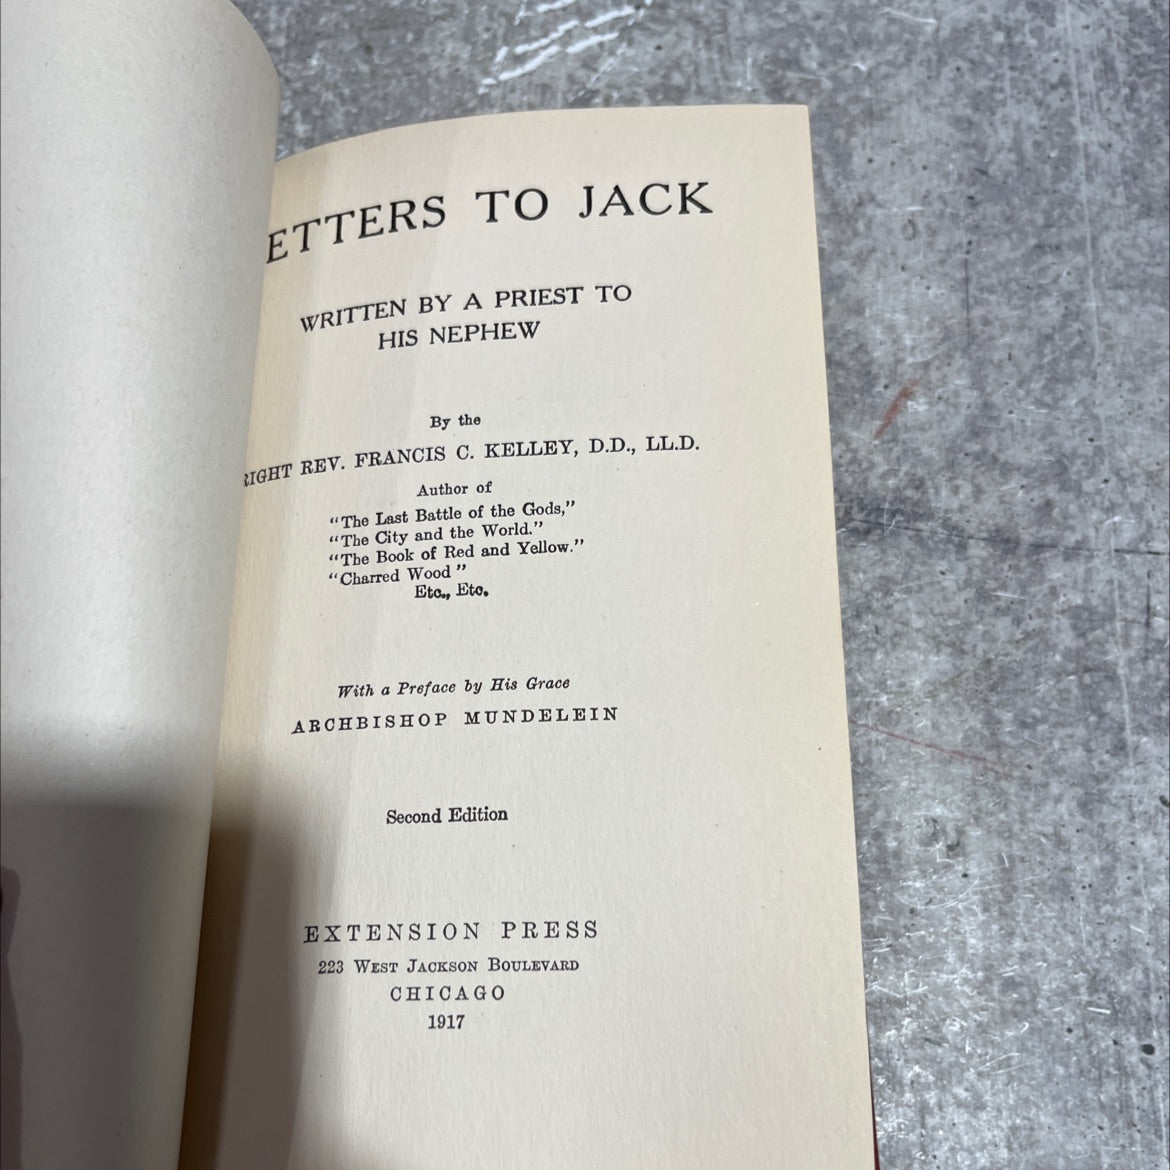 ETTERS TO JACK
WRITTEN BY A PRIEST TO
HIS NEPHEW
By the
RIGHT REV. FRANCIS C. KELLEY, D.D., LL.D.
Author of
"The Last Battle of the Gods,"
"The City and the World."
"The Book of Red and Yellow."
"Charred Wood"
Etc., Etc.
With a Preface by His Grace
ARCHBISHOP MUNDELEIN
Second Edition
EXTENSION PRESS
223 West Jackson Boulevard
CHICAGO
1917